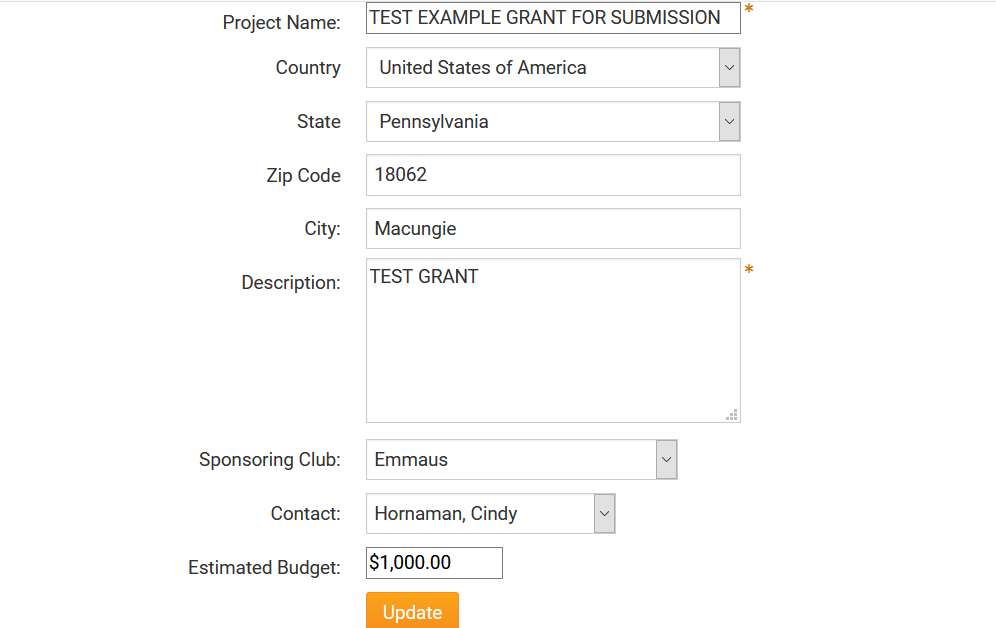 Project Name: TEST EXAMPLE GRANT FOR SUBMISSION *
Country United States of America
State Pennsylvania
Zip Code 18062
City: Macungie
Description: TEST GRANT *
Sponsoring Club: Emmaus
Contact: Hornaman, Cindy
Estimated Budget: $1,000.00
Update